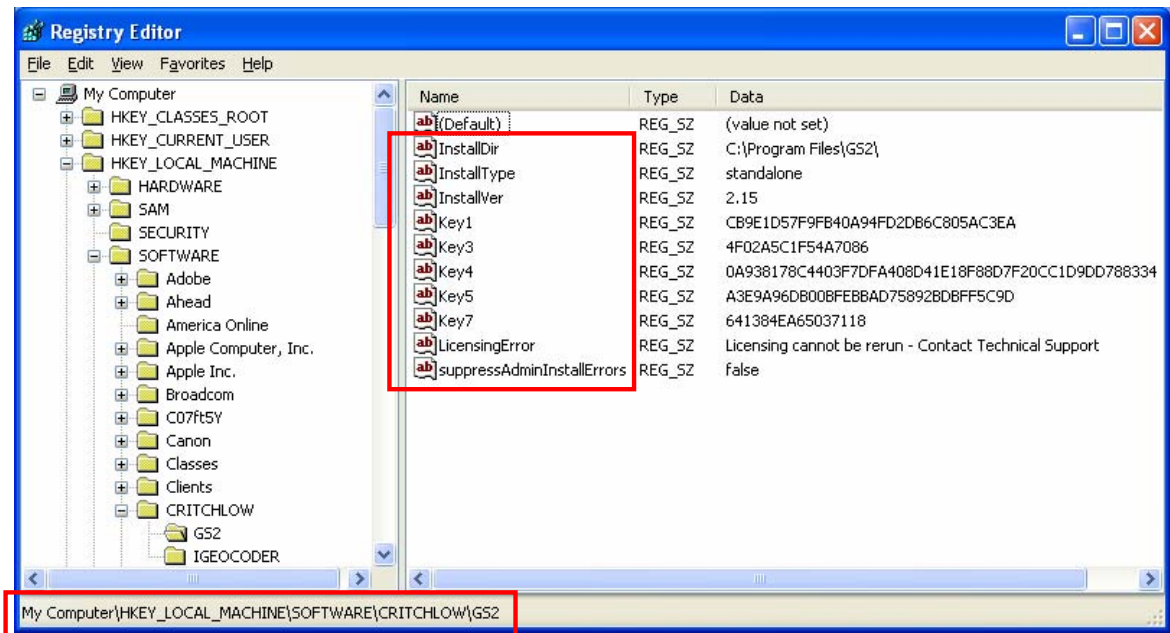 Registry Editor
File Edit View Favorites Help
My Computer
HKEY_CLASSES_ROOT
HKEY_CURRENT_USER
HKEY_LOCAL_MACHINE
HARDWARE
SAM
SECURITY
SOFTWARE
Adobe
Ahead
America Online
Apple Computer, Inc.
Apple Inc.
Broadcom
C07ft5Y
Canon
Classes
Clients
CRITCHLOW
GS2
IGEOCODER
Name Type Data
(Default) REG_SZ (value not set)
InstallDir REG_SZ C:\Program Files\GS2\
InstallType REG_SZ standalone
InstallVer REG_SZ 2.15
Key1 REG_SZ CB9E1D57F9FB40A94FD2DB6C805AC3EA
Key3 REG_SZ 4F02A5C1F54A7086
Key4 REG_SZ 0A938178C4403F7DFA408D41E18F88D7F20CC1D9DD788334
Key5 REG_SZ A3E9A96DB00BFEBBAD75892BDBFF5C9D
Key7 REG_SZ 641384EA65037118
LicensingError REG_SZ Licensing cannot be rerun - Contact Technical Support
suppressAdminInstallErrors REG_SZ false
My Computer\HKEY_LOCAL_MACHINE\SOFTWARE\CRITCHLOW\GS2